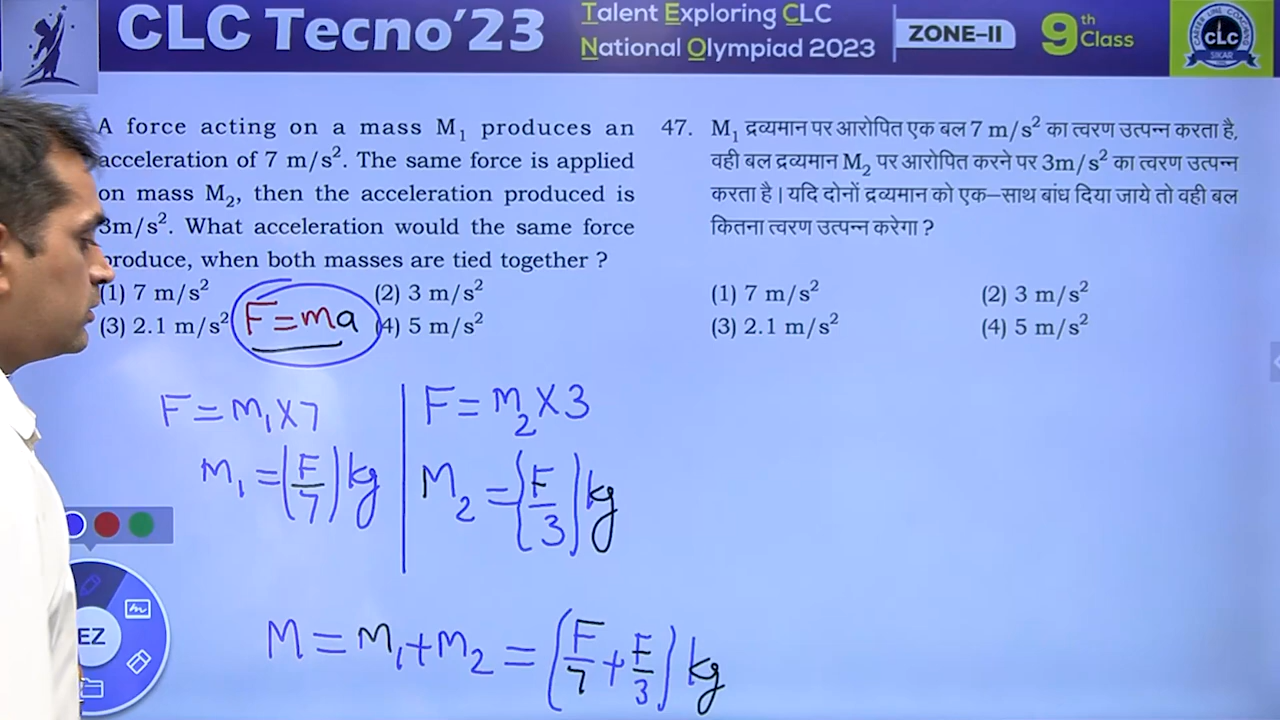 CLC Tecno’23
Talent Exploring CLC
National Olympiad 2023
ZONE–II
9th Class
CLC
SIKAR
A force acting on a mass M₁ produces an
acceleration of 7 m/s². The same force is applied
on mass M₂, then the acceleration produced is
3m/s². What acceleration would the same force
produce, when both masses are tied together ?
(1) 7 m/s² (2) 3 m/s²
(3) 2.1 m/s² (4) 5 m/s²
F=ma
47. M₁ द्रव्यमान पर आरोपित एक बल 7 m/s² का त्वरण उत्पन्न करता है,
वही बल द्रव्यमान M₂ पर आरोपित करने पर 3m/s² का त्वरण उत्पन्न
करता है। यदि दोनों द्रव्यमान को एक–साथ बांध दिया जाये तो वही बल
कितना त्वरण उत्पन्न करेगा ?
(1) 7 m/s² (2) 3 m/s²
(3) 2.1 m/s² (4) 5 m/s²
F = M₁ x 7
M₁ = (F/7) kg
F = M₂ x 3
M₂ = (F/3) kg
M = M₁ + M₂ = (F/7 + F/3) kg
EZ